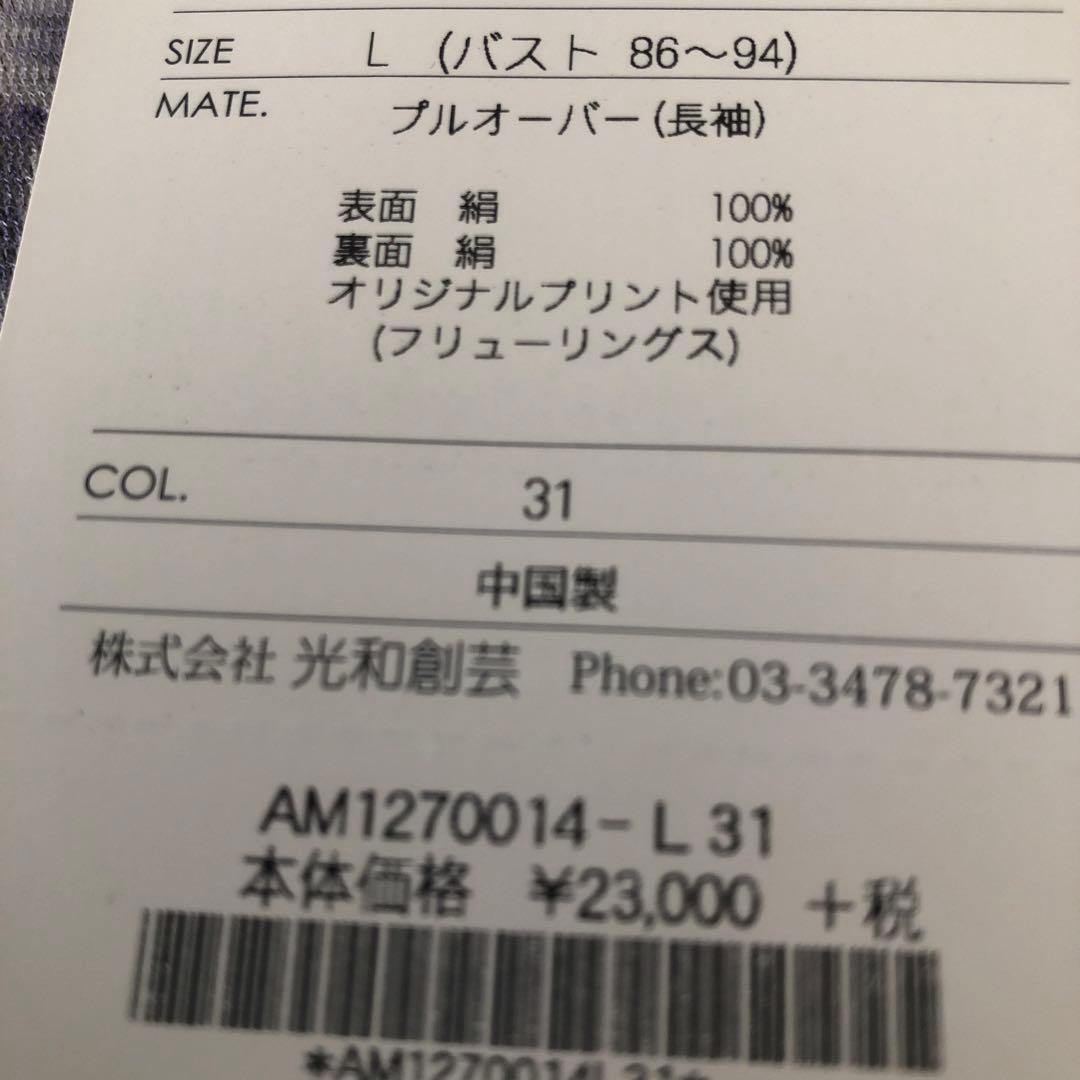 SIZE L (バスト 86～94)
MATE. プルオーバー(長袖)
表面 絹 100%
裏面 絹 100%
オリジナルプリント使用
(フリューリングス)
COL. 31
中国製
株式会社 光和創芸 Phone:03-3478-7321
AM1270014-L 31
本体価格 ¥23,000 +税
*AM1270014L31*